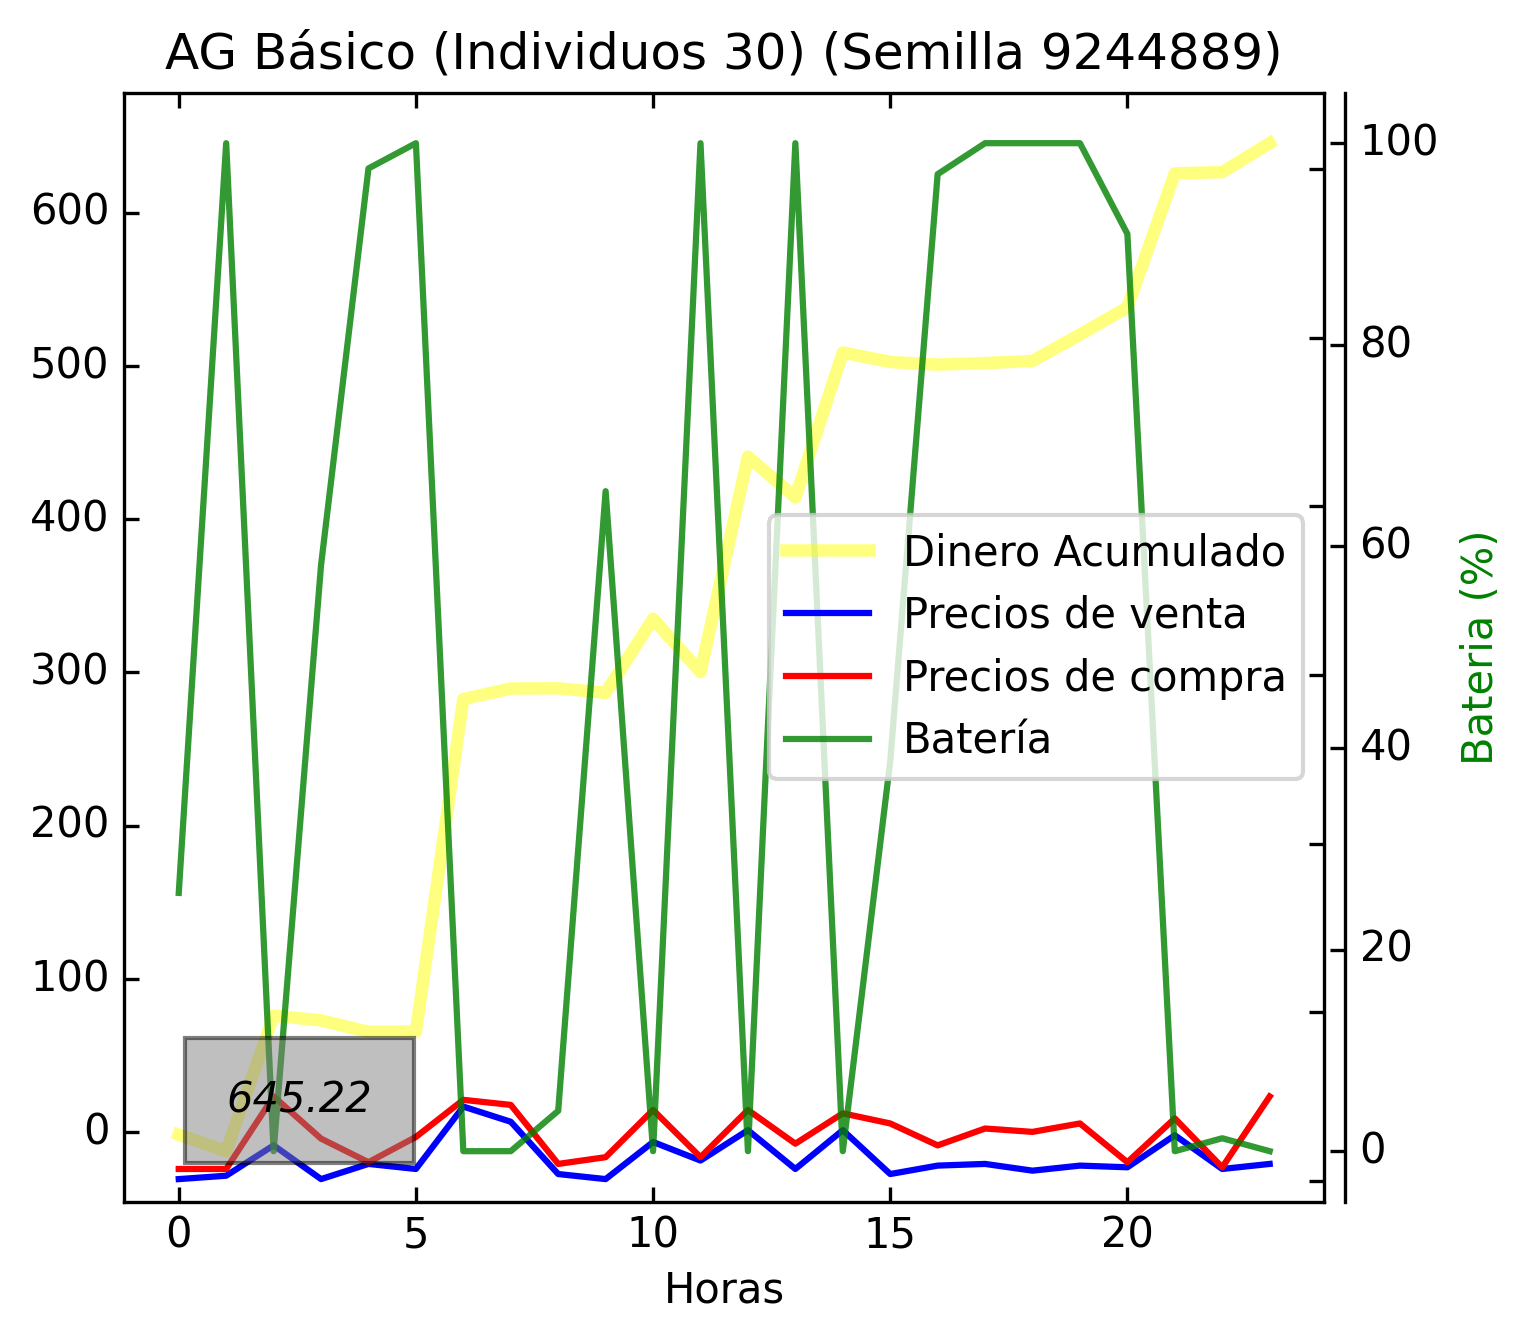 AG Básico (Individuos 30) (Semilla 9244889)
600
500
400
300
200
100
0
100
80
60
40
20
0
Bateria (%)
Dinero Acumulado
Precios de venta
Precios de compra
Batería
645.22
0 5 10 15 20
Horas